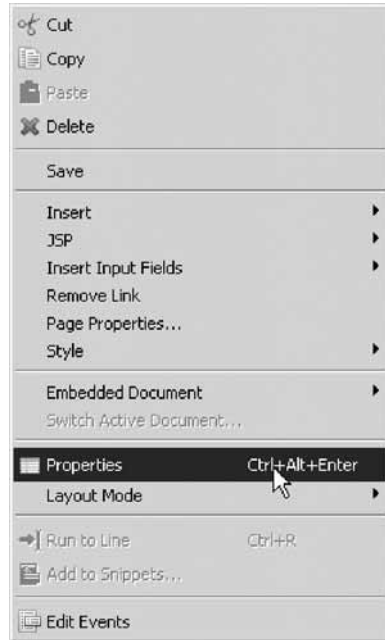 Cut
Copy
Paste
Delete
Save
Insert
JSP
Insert Input Fields
Remove Link
Page Properties...
Style
Embedded Document
Switch Active Document...
Properties Ctrl+Alt+Enter
Layout Mode
Run to Line Ctrl+R
Add to Snippets...
Edit Events